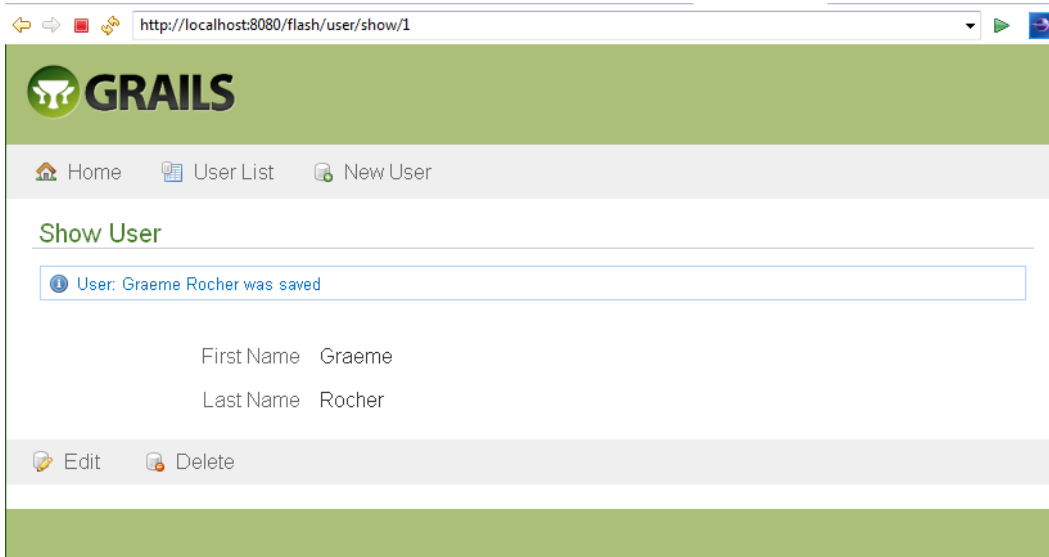 http://localhost:8080/flash/user/show/1
GRAILS
Home User List New User
Show User
User: Graeme Rocher was saved
First Name Graeme
Last Name Rocher
Edit Delete